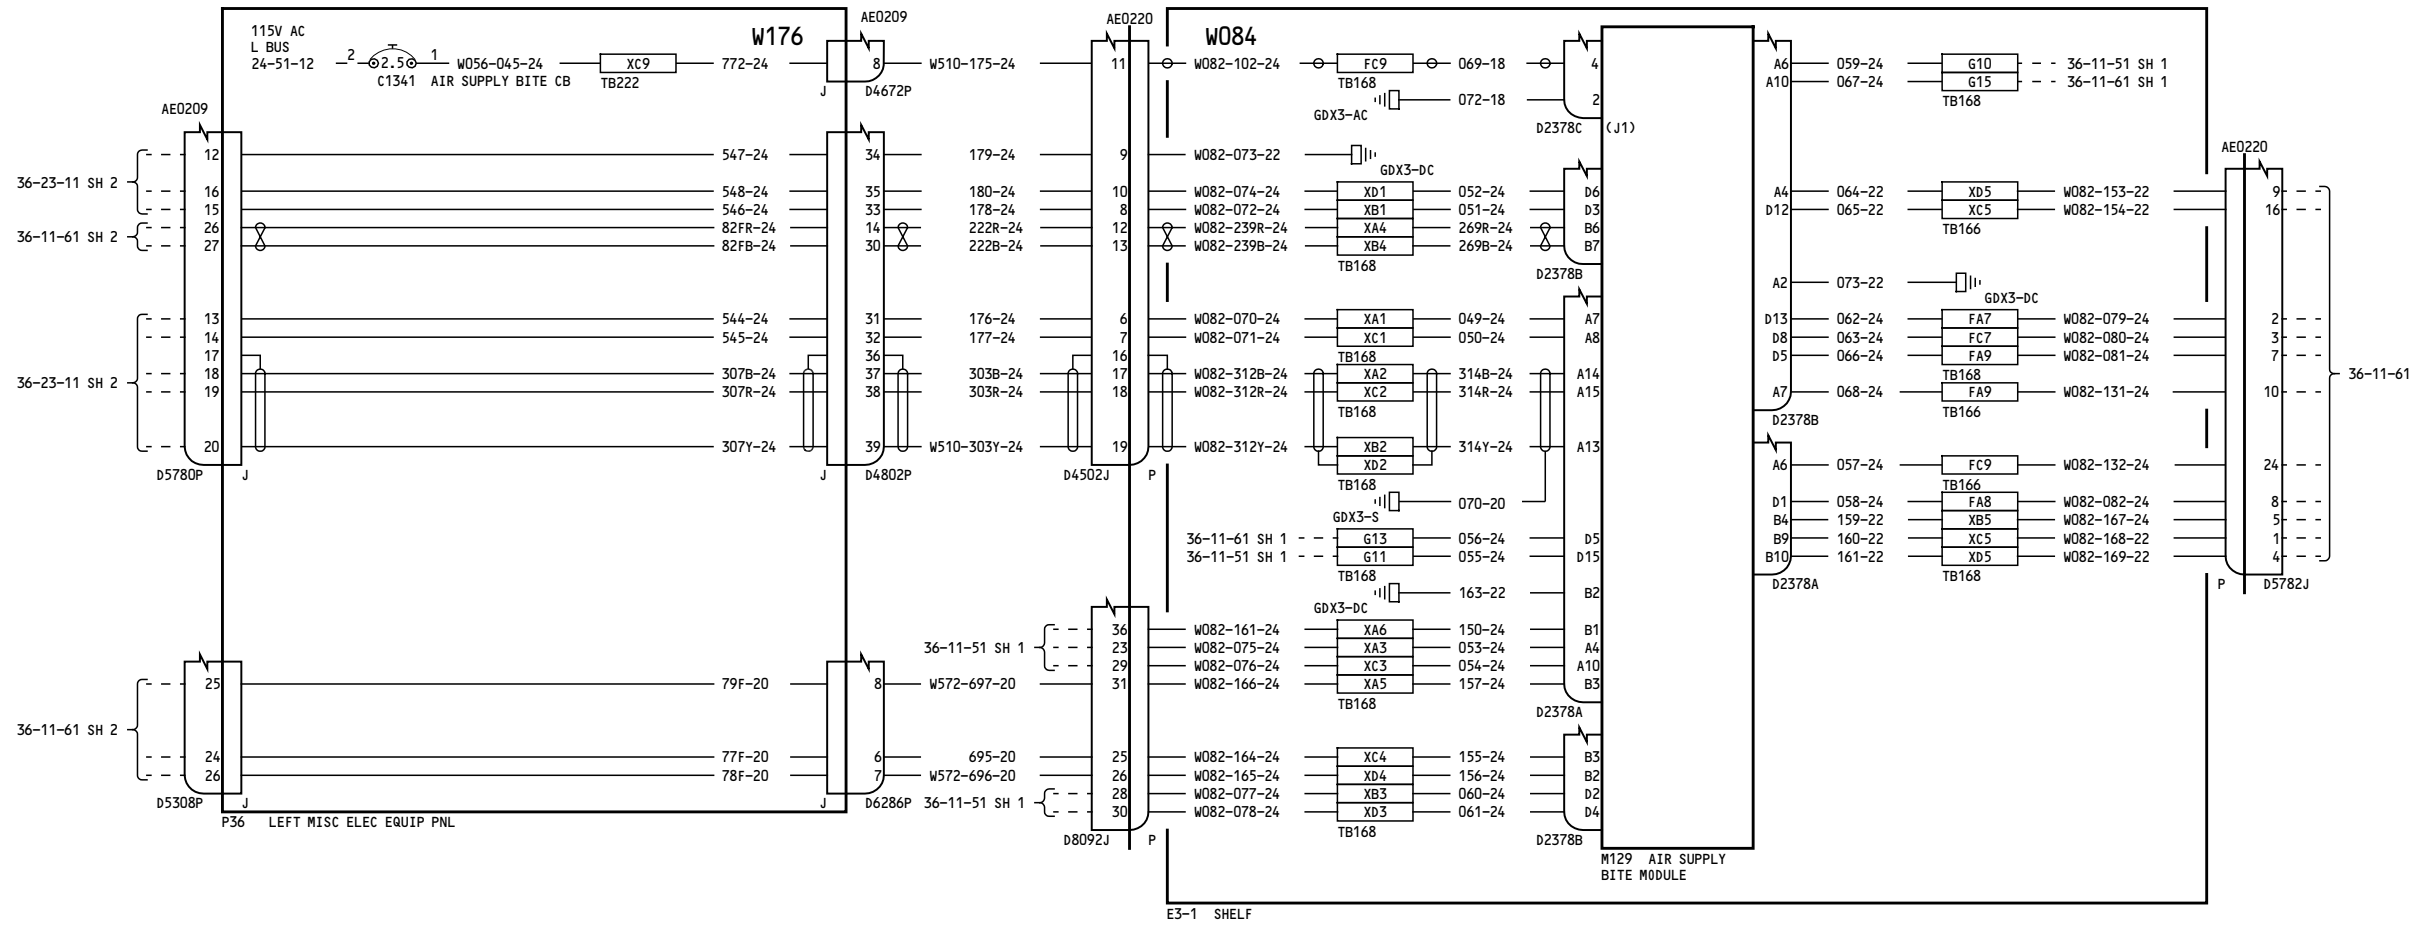 AE0209
AE0220
115V AC
L BUS
24-51-12
2
2.5
1
W056-045-24
XC9
W176
772-24
8
W510-175-24
11
W084
W082-102-24
FC9
069-18
4
A6
059-24
G10
36-11-51 SH 1
C1341 AIR SUPPLY BITE CB
TB222
J
D4672P
TB168
A10
067-24
G15
36-11-61 SH 1
TB168
GDX3-AC
072-18
2
D2378C
(J1)
AE0209
AE0220
36-23-11 SH 2
12
547-24
34
179-24
9
W082-073-22
GDX3-DC
16
548-24
35
180-24
10
W082-074-24
XD1
052-24
D6
A4
064-22
XD5
W082-153-22
9
15
546-24
33
178-24
8
W082-072-24
XB1
051-24
D3
D12
065-22
XC5
W082-154-22
16
TB166
36-11-61 SH 2
26
82FR-24
14
222R-24
12
W082-239R-24
XA4
269R-24
B6
27
82FB-24
30
222B-24
13
W082-239B-24
XB4
269B-24
B7
TB168
D2378B
A2
073-22
GDX3-DC
36-23-11 SH 2
13
544-24
31
176-24
6
W082-070-24
XA1
049-24
A7
D13
062-24
FA7
W082-079-24
2
14
545-24
32
177-24
7
W082-071-24
XC1
050-24
A8
D8
063-24
FC7
W082-080-24
3
17
36
16
TB168
D5
066-24
FA9
W082-081-24
7
TB168
18
307B-24
37
303B-24
17
W082-312B-24
XA2
314B-24
A14
36-11-61
19
307R-24
38
303R-24
18
W082-312R-24
XC2
314R-24
A15
TB168
A7
068-24
FA9
W082-131-24
10
TB166
D2378B
20
307Y-24
39
W510-303Y-24
19
W082-312Y-24
XB2
314Y-24
A13
XD2
TB168
A6
057-24
FC9
W082-132-24
24
TB166
D5780P
J
J
D4802P
D4502J
P
GDX3-S
070-20
D1
058-24
FA8
W082-082-24
8
B4
159-22
XB5
W082-167-24
5
36-11-61 SH 1
G13
056-24
D5
B9
160-22
XC5
W082-168-22
1
36-11-51 SH 1
G11
055-24
D15
B10
161-22
XD5
W082-169-22
4
TB168
D2378A
TB168
P
D5782J
GDX3-DC
163-22
B2
36-11-51 SH 1
36
W082-161-24
XA6
150-24
B1
23
W082-075-24
XA3
053-24
A4
29
W082-076-24
XC3
054-24
A10
36-11-61 SH 2
25
79F-20
8
W572-697-20
31
W082-166-24
XA5
157-24
B3
TB168
D2378A
24
77F-20
6
695-20
25
W082-164-24
XC4
155-24
B3
26
78F-20
7
W572-696-20
26
W082-165-24
XD4
156-24
B2
36-11-51 SH 1
28
W082-077-24
XB3
060-24
D2
30
W082-078-24
XD3
061-24
D4
D5308P
J
J
D6286P
TB168
D8092J
P
D2378B
P36 LEFT MISC ELEC EQUIP PNL
M129 AIR SUPPLY
BITE MODULE
E3-1 SHELF